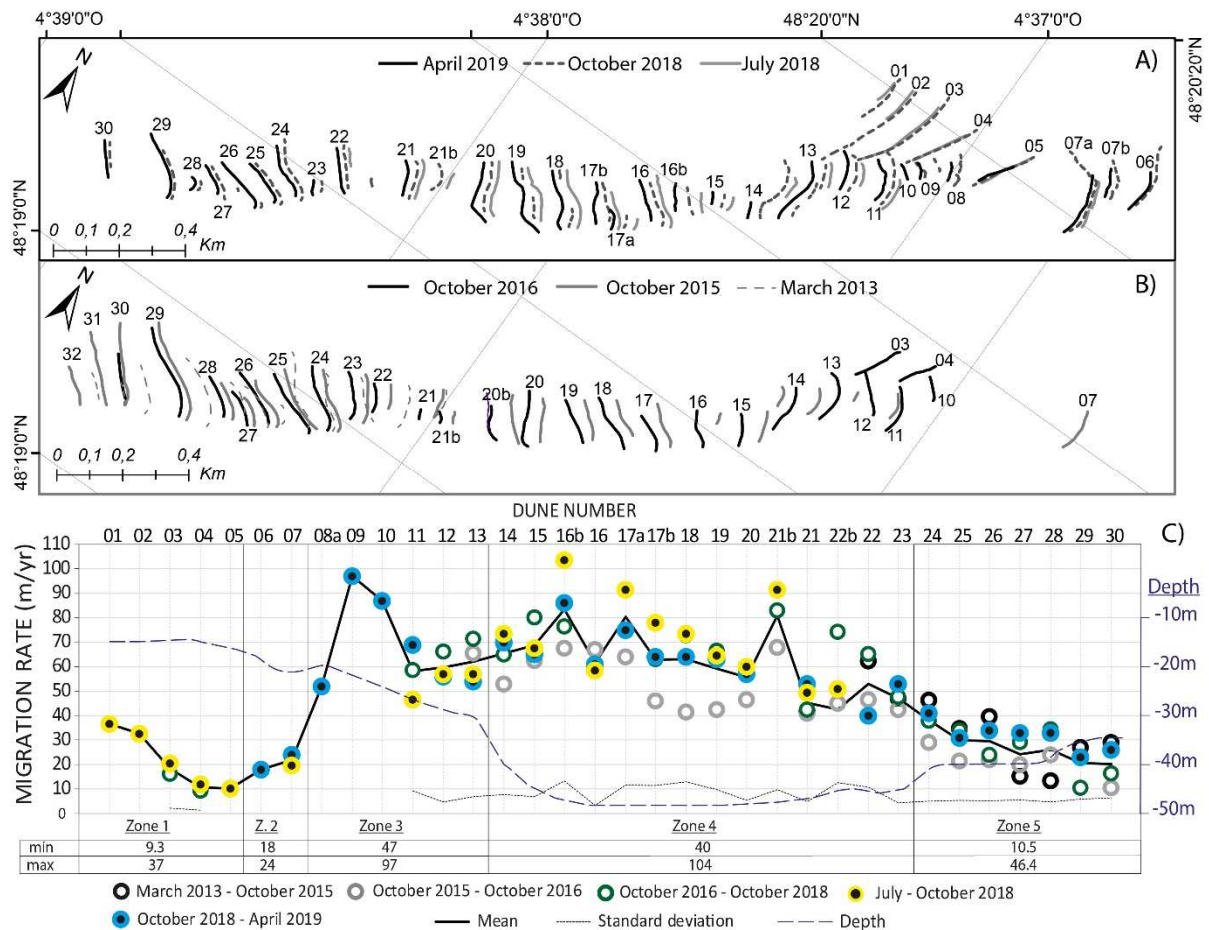 4°39'0"O 4°38'0"O 48°20'0"N 4°37'0"O
48°20'20"N
A)
N
April 2019 October 2018 July 2018
01
02
03
04
30 29 28 27 26 25 24 23 22 21 21b 20 19 18 17b 17a 16 16b 15 14 13 12 11 10 09 08 05 07a 07b 06
48°19'0"N
0 0,1 0,2 0,4
Km
B)
N
October 2016 October 2015 March 2013
32 31 30 29 28 27 26 25 24 23 22 21 21b 20b 20 19 18 17 16 15 14 13 12 11 03 04 10 07
48°19'0"N
0 0,1 0,2 0,4
Km
DUNE NUMBER
C)
01 02 03 04 05 06 07 08a 09 10 11 12 13 14 15 16b 16 17a 17b 18 19 20 21b 21 22b 22 23 24 25 26 27 28 29 30
MIGRATION RATE (m/yr)
110
100
90
80
70
60
50
40
30
20
10
0
Depth
-10m
-20m
-30m
-40m
-50m
Zone 1 Z. 2 Zone 3 Zone 4 Zone 5
min 9.3 18 47 40 10.5
max 37 24 97 104 46.4
March 2013 - October 2015 October 2015 - October 2016 October 2016 - October 2018 July - October 2018
October 2018 - April 2019 Mean Standard deviation Depth